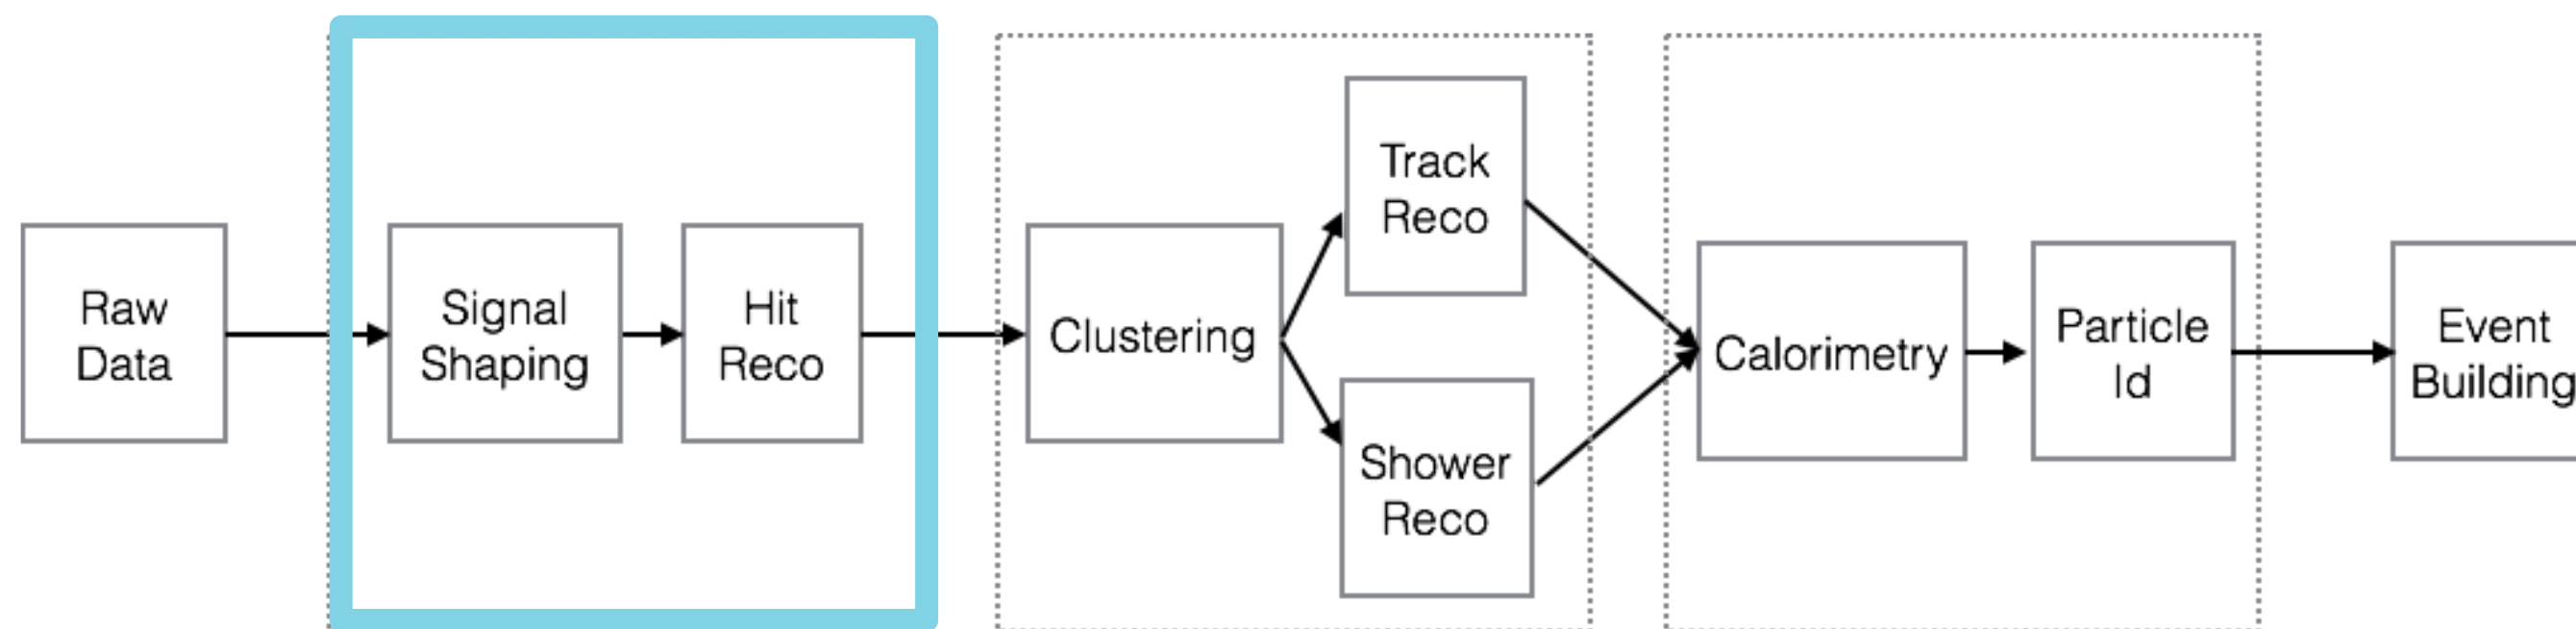 Raw
Data
Signal
Shaping
Hit
Reco
Clustering
Track
Reco
Shower
Reco
Calorimetry
Particle
Id
Event
Building